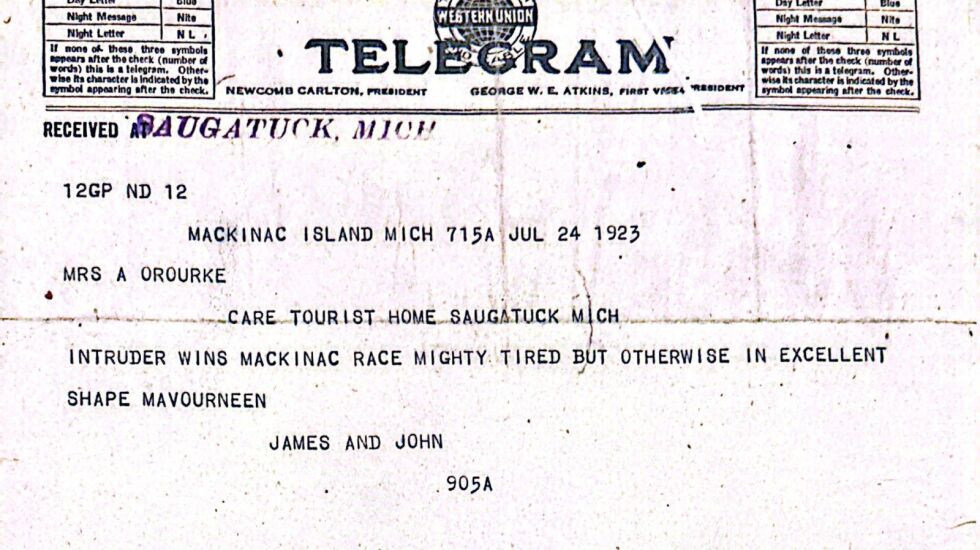 Day Letter Blue
Night Message Nite
Night Letter N L
If none of these three symbols
appears after the check (number of
words) this is a telegram. Other-
wise its character is indicated by the
symbol appearing after the check.
WESTERN UNION
TELEGRAM
NEWCOMB CARLTON, PRESIDENT GEORGE W. E. ATKINS, FIRST PRESIDENT
Day Letter Blue
Night Message Nite
Night Letter N L
If none of these three symbols
appears after the check (number of
words) this is a telegram. Other-
wise its character is indicated by the
symbol appearing after the check.
RECEIVED AT SAUGATUCK, MICH
12GP ND 12
MACKINAC ISLAND MICH 715A JUL 24 1923
MRS A OROURKE
CARE TOURIST HOME SAUGATUCK MICH
INTRUDER WINS MACKINAC RACE MIGHTY TIRED BUT OTHERWISE IN EXCELLENT
SHAPE MAVOURNEEN
JAMES AND JOHN
905A